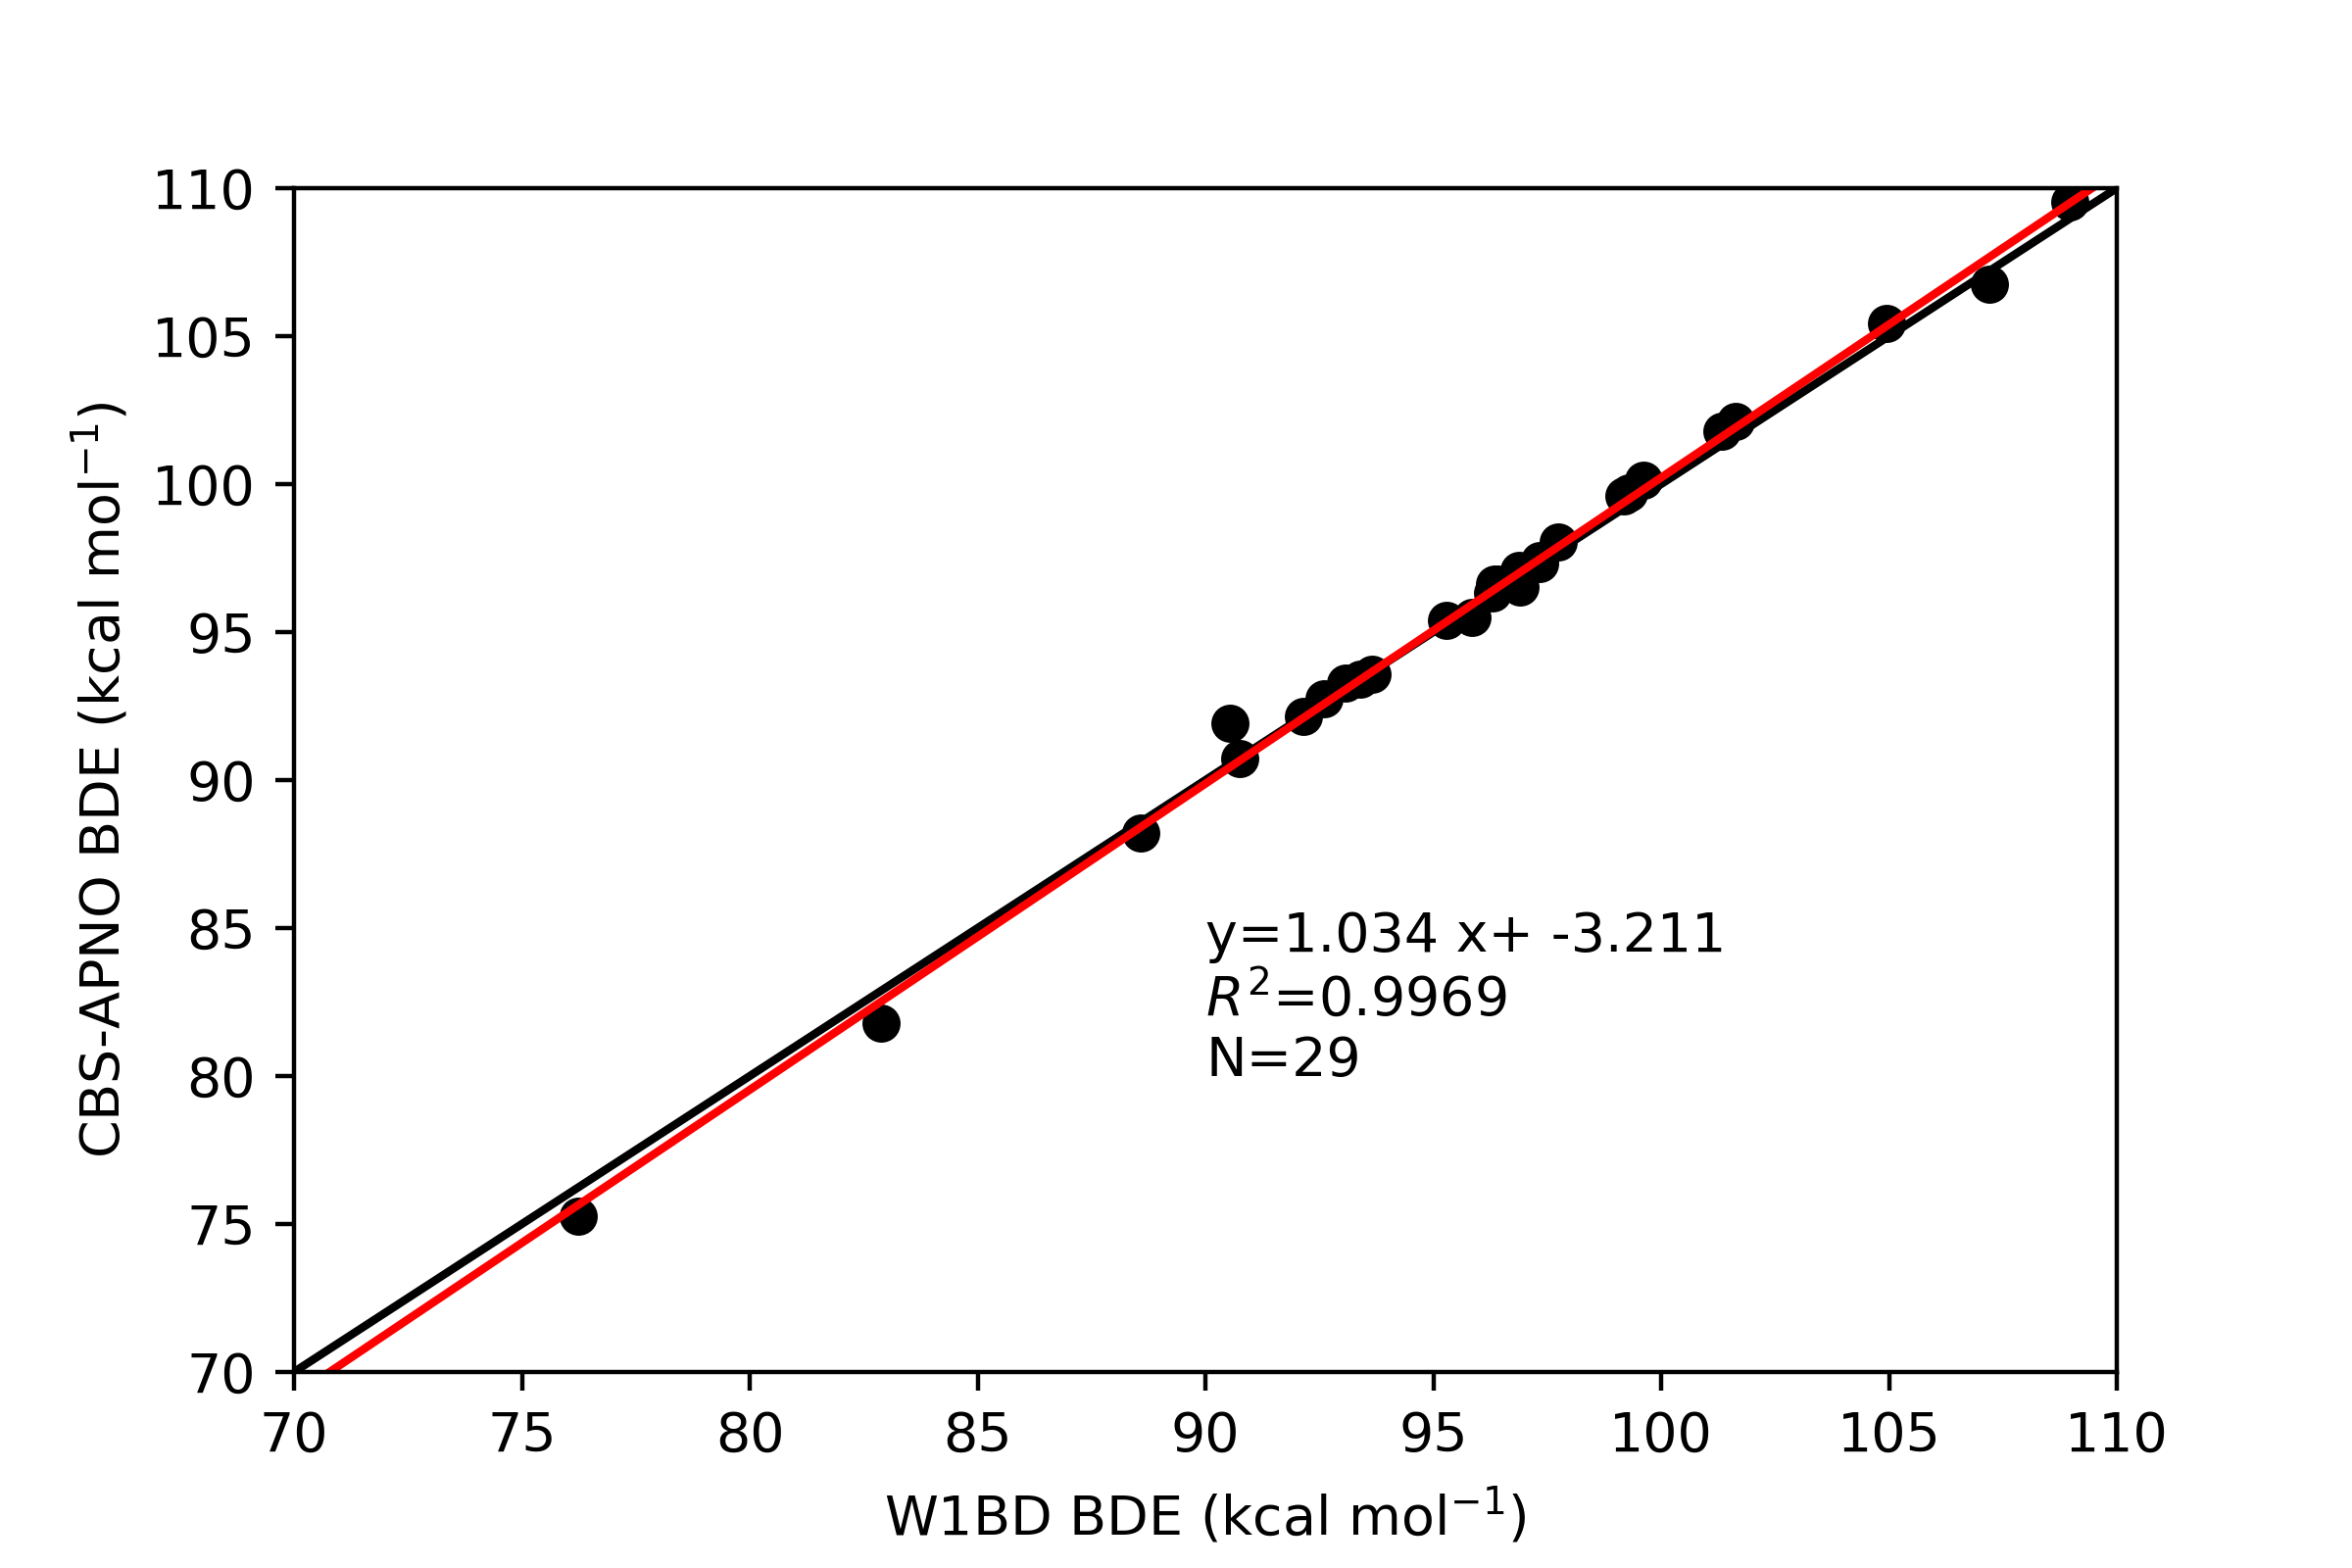 110
105
100
95
90
85
80
75
70
CBS-APNO BDE (kcal mol⁻¹)
y=1.034 x+ -3.211
R²=0.9969
N=29
70 75 80 85 90 95 100 105 110
W1BD BDE (kcal mol⁻¹)